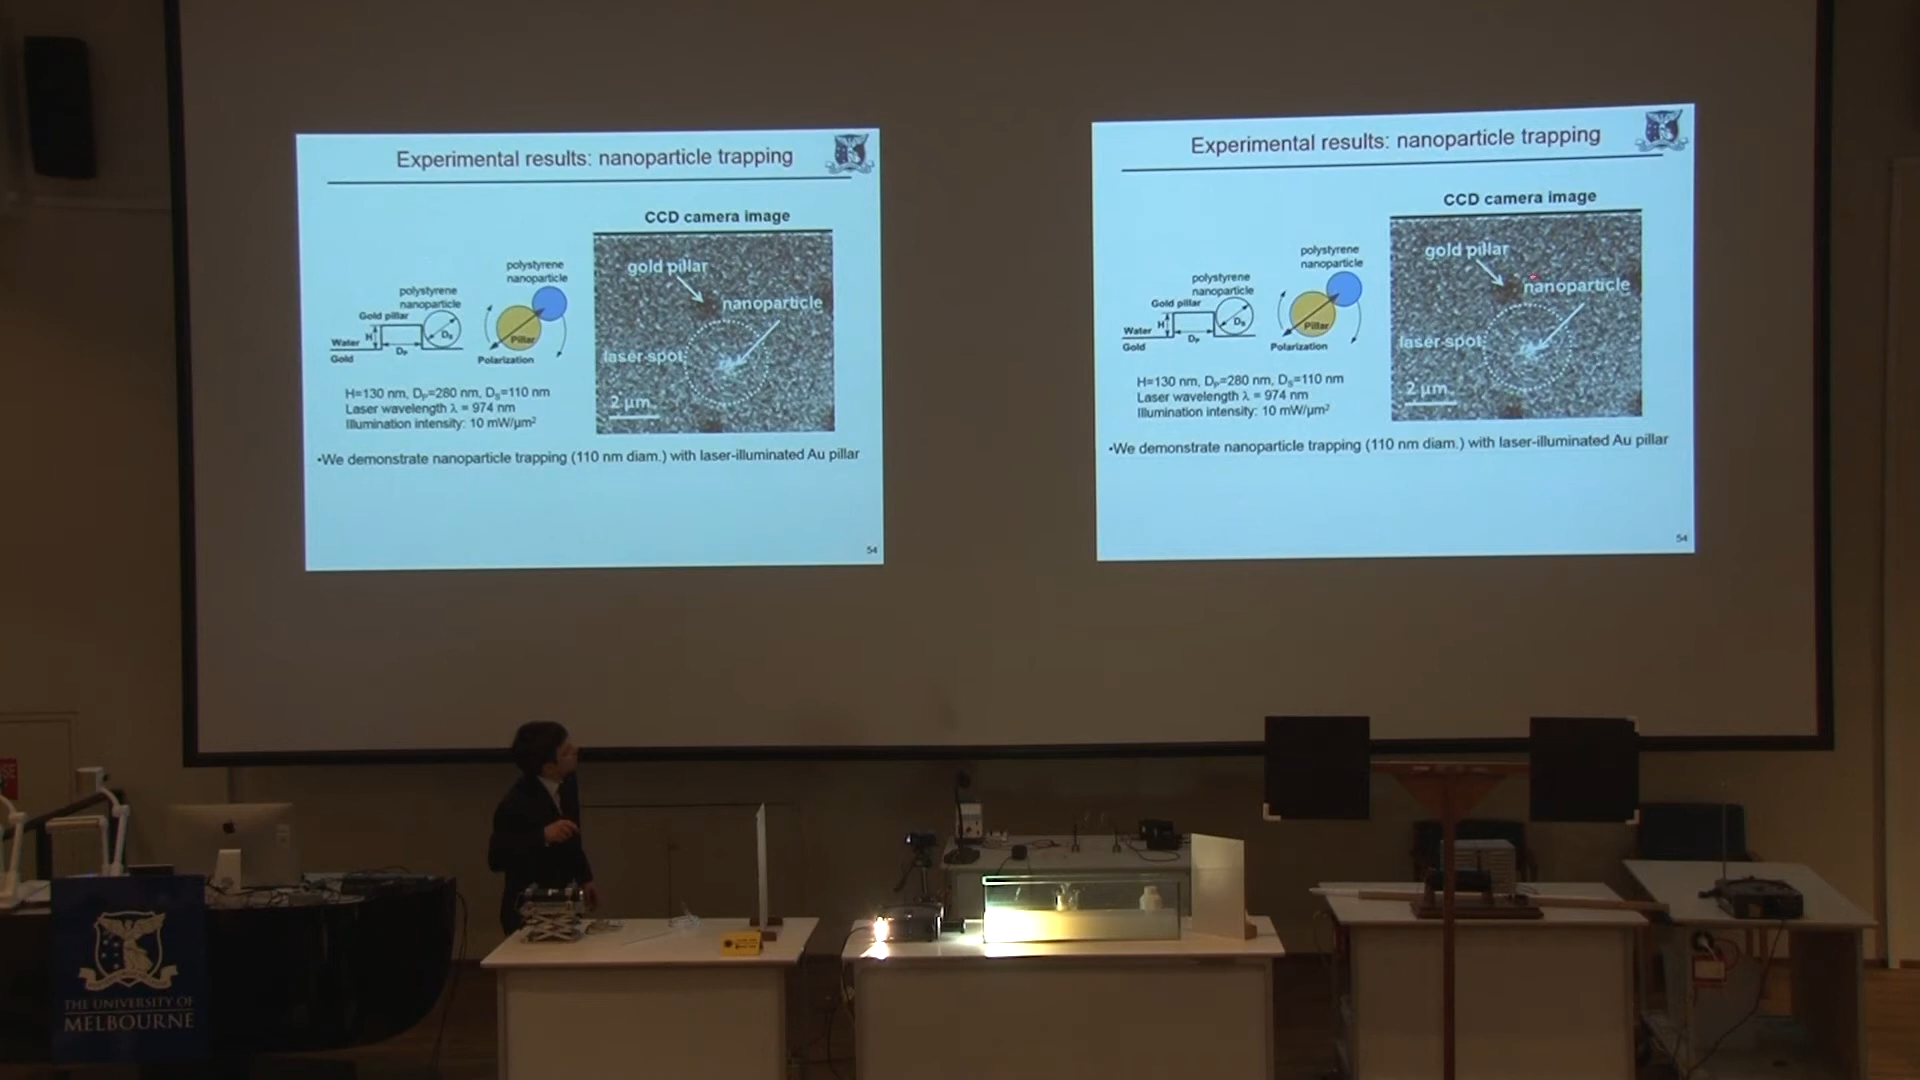 Experimental results: nanoparticle trapping
CCD camera image
gold pillar
nanoparticle
laser spot
2 µm
polystyrene
nanoparticle
Gold pillar
Water
H
Gold
Dₚ
Dₛ
polystyrene
nanoparticle
Pillar
Polarization
H=130 nm, Dₚ=280 nm, Dₛ=110 nm
Laser wavelength λ = 974 nm
Illumination intensity: 10 mW/µm²
•We demonstrate nanoparticle trapping (110 nm diam.) with laser-illuminated Au pillar
54
Experimental results: nanoparticle trapping
CCD camera image
gold pillar
nanoparticle
laser spot
2 µm
polystyrene
nanoparticle
Gold pillar
Water
H
Gold
Dₚ
Dₛ
polystyrene
nanoparticle
Pillar
Polarization
H=130 nm, Dₚ=280 nm, Dₛ=110 nm
Laser wavelength λ = 974 nm
Illumination intensity: 10 mW/µm²
•We demonstrate nanoparticle trapping (110 nm diam.) with laser-illuminated Au pillar
54
THE UNIVERSITY OF
MELBOURNE